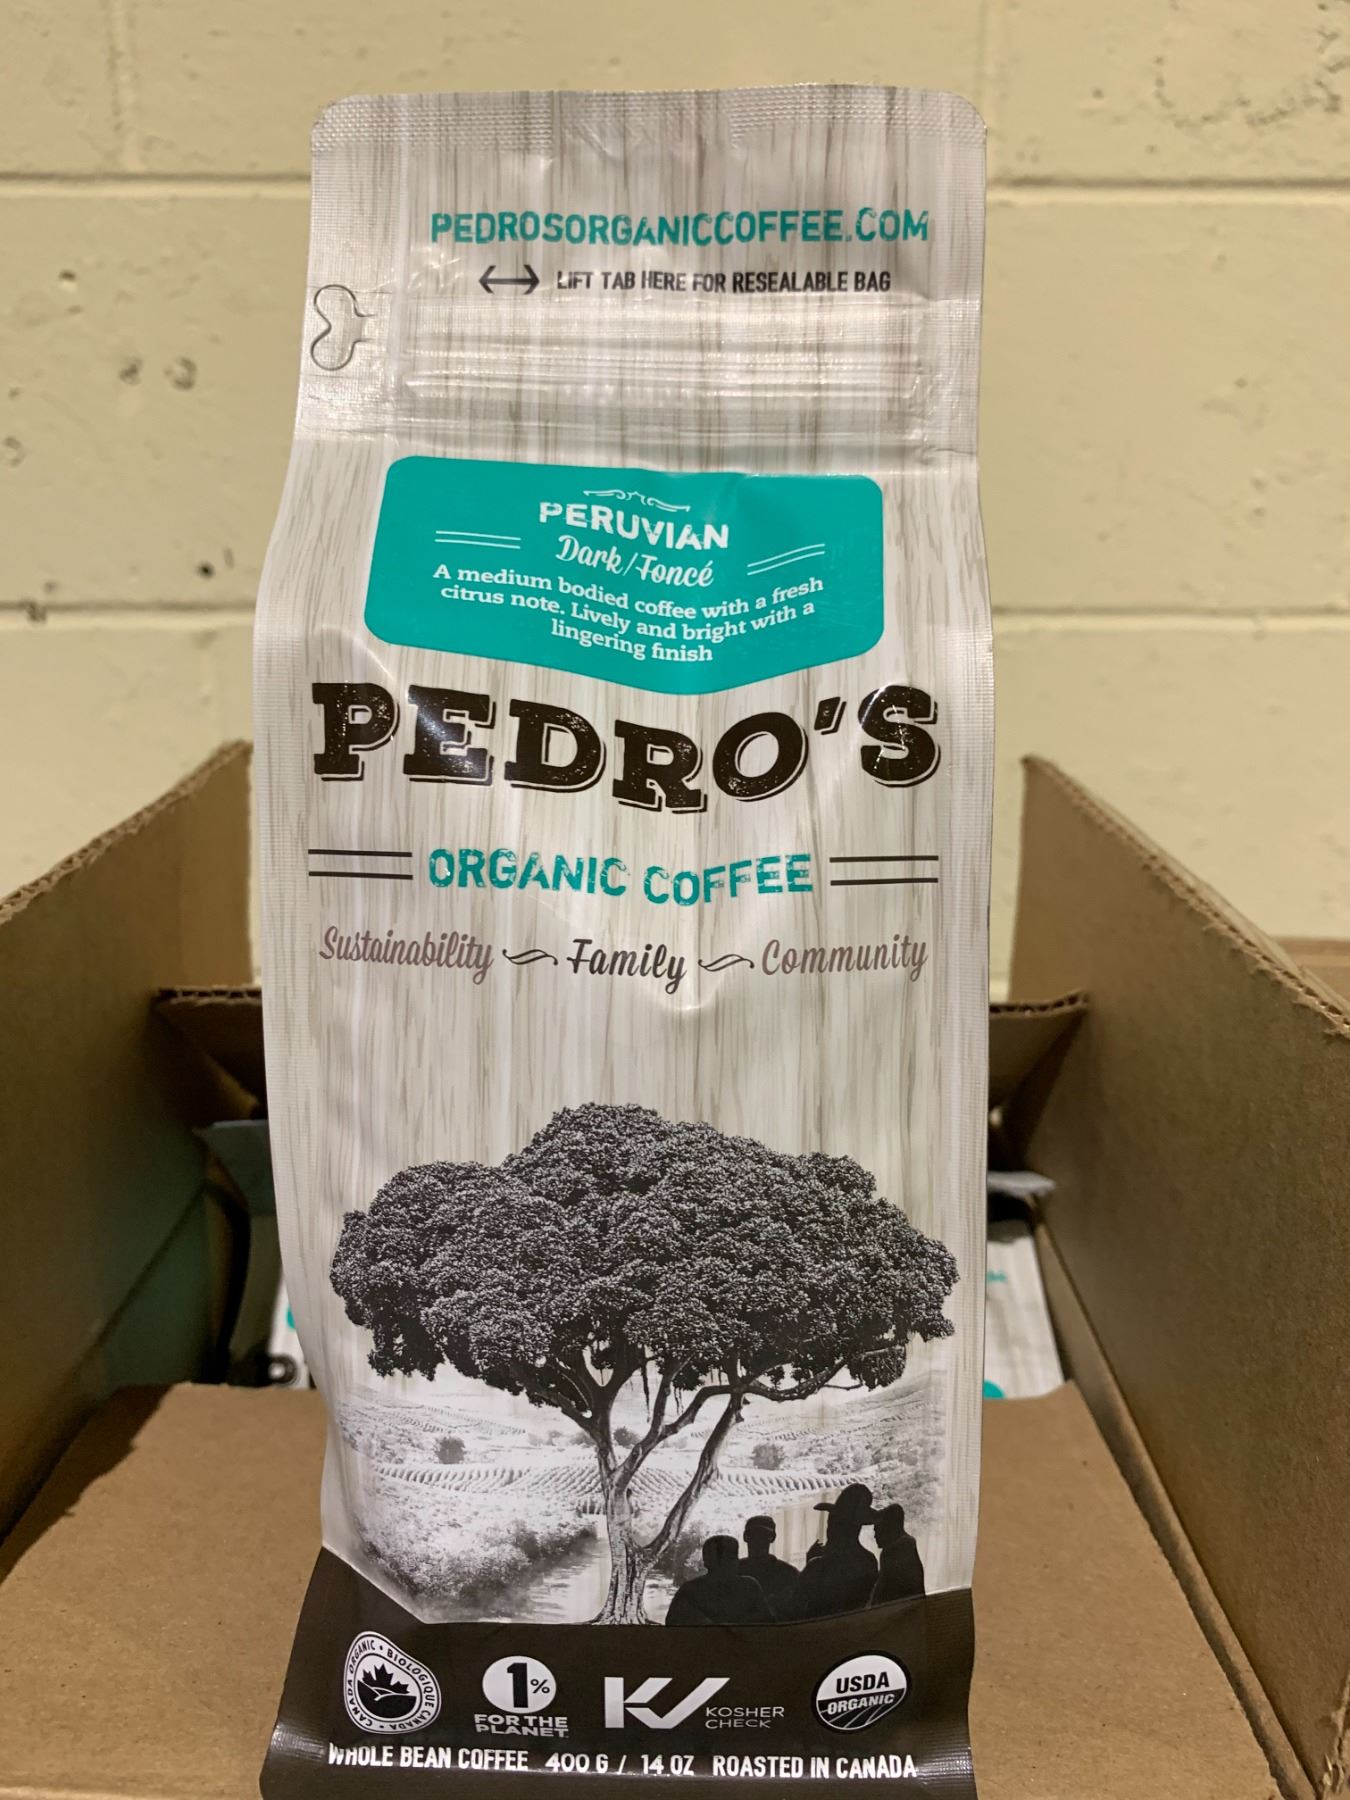 PEDROSORGANICCOFFEE.COM
LIFT TAB HERE FOR RESEALABLE BAG
PERUVIAN
Dark/Foncé
A medium bodied coffee with a fresh
citrus note. Lively and bright with a
lingering finish
PEDRO'S
ORGANIC COFFEE
Sustainability Family Community
CANADA ORGANIC • BIOLOGIQUE CANADA •
1%
FOR THE
PLANET
KOSHER
CHECK
USDA
ORGANIC
WHOLE BEAN COFFEE 400 G / 14 OZ ROASTED IN CANADA